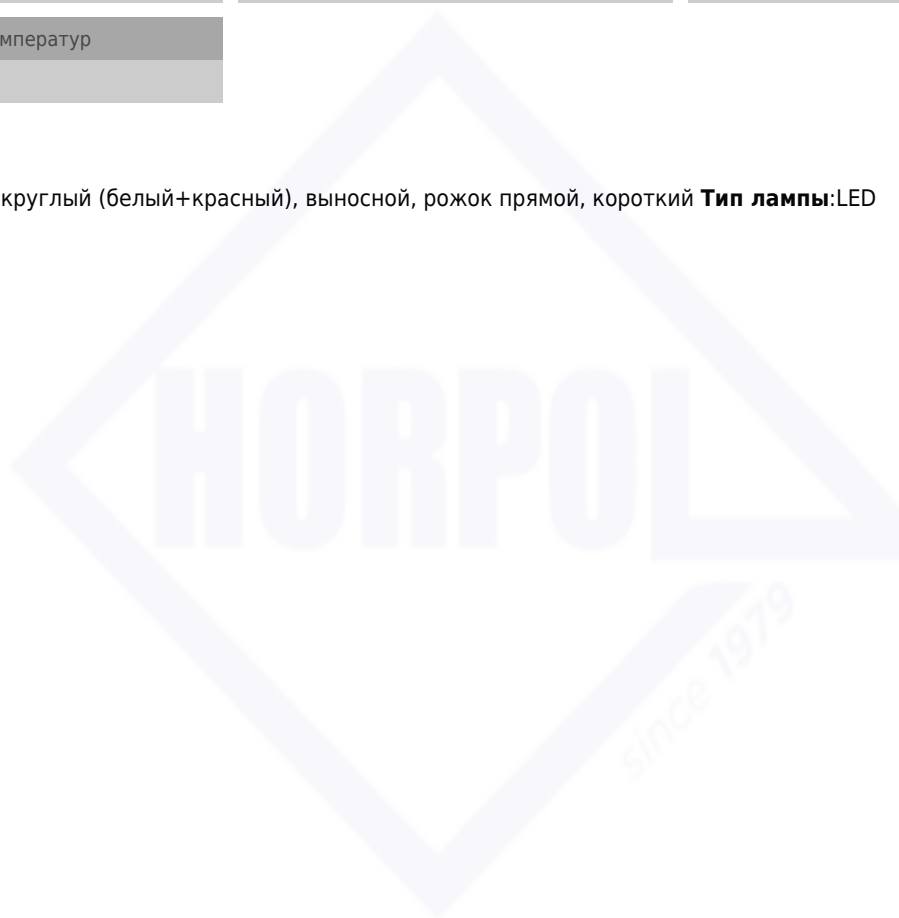 мператур
круглый (белый+красный), выносной, рожок прямой, короткий Тип лампы:LED
HORPOL
since 1979